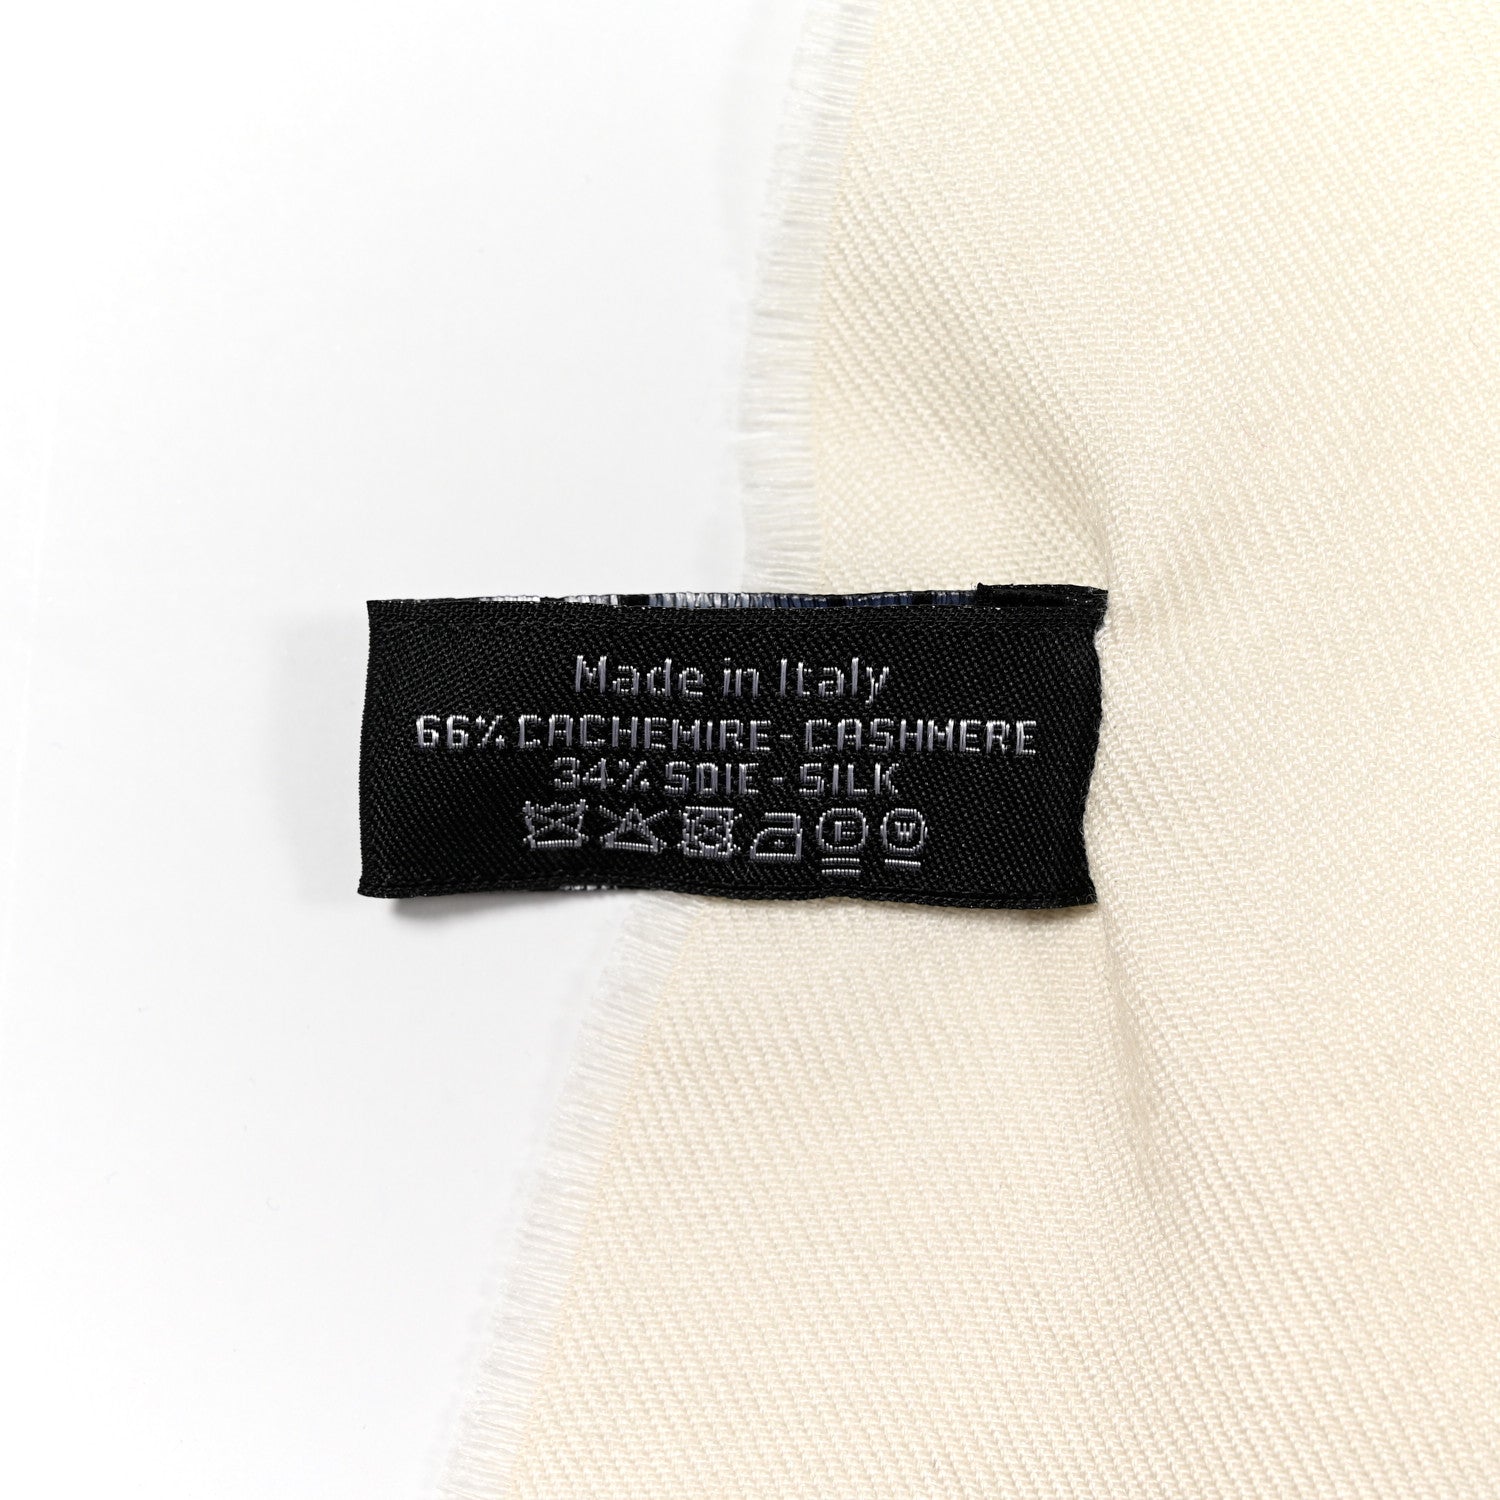 Made in Italy
66% CACHEMIRE - CASHMERE
34% SOIE - SILK
E W